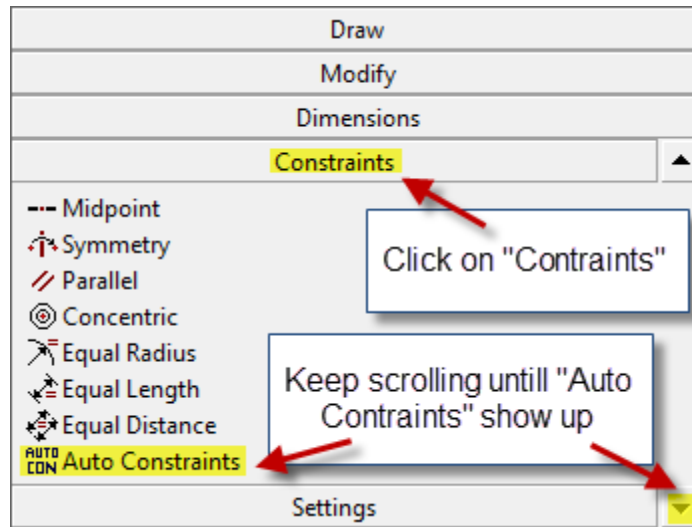 Draw
Modify
Dimensions
Constraints
Midpoint
Symmetry
Parallel
Click on "Contraints"
Concentric
Equal Radius
Equal Length
Keep scrolling untill "Auto
Contraints" show up
Equal Distance
AUTO
CON Auto Constraints
Settings